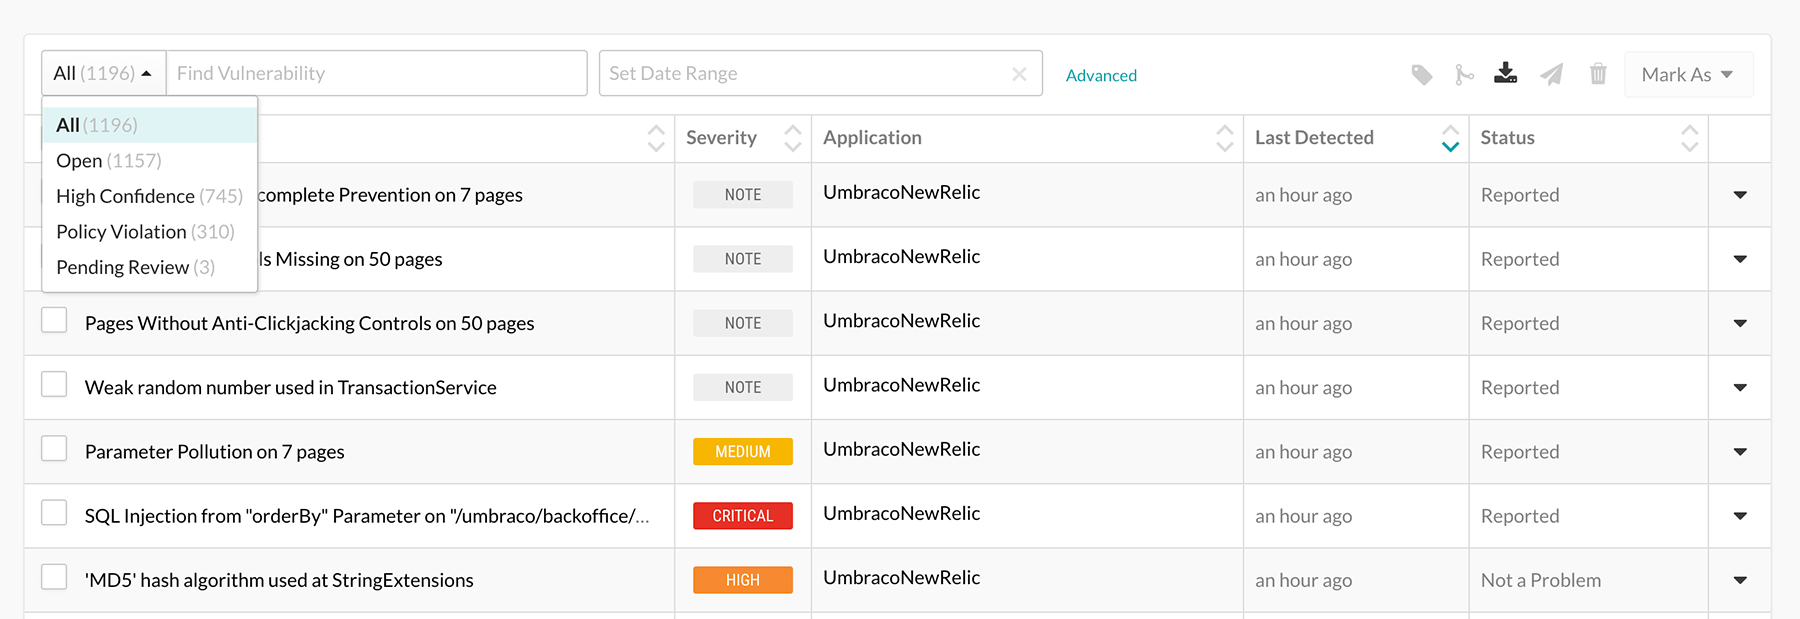 All (1196) Find Vulnerability Set Date Range Advanced Mark As
All (1196)
Open (1157)
High Confidence (745)
Policy Violation (310)
Pending Review (3)
Severity Application Last Detected Status
complete Prevention on 7 pages NOTE UmbracoNewRelic an hour ago Reported
ls Missing on 50 pages NOTE UmbracoNewRelic an hour ago Reported
Pages Without Anti-Clickjacking Controls on 50 pages NOTE UmbracoNewRelic an hour ago Reported
Weak random number used in TransactionService NOTE UmbracoNewRelic an hour ago Reported
Parameter Pollution on 7 pages MEDIUM UmbracoNewRelic an hour ago Reported
SQL Injection from "orderBy" Parameter on "/umbraco/backoffice/... CRITICAL UmbracoNewRelic an hour ago Reported
'MD5' hash algorithm used at StringExtensions HIGH UmbracoNewRelic an hour ago Not a Problem